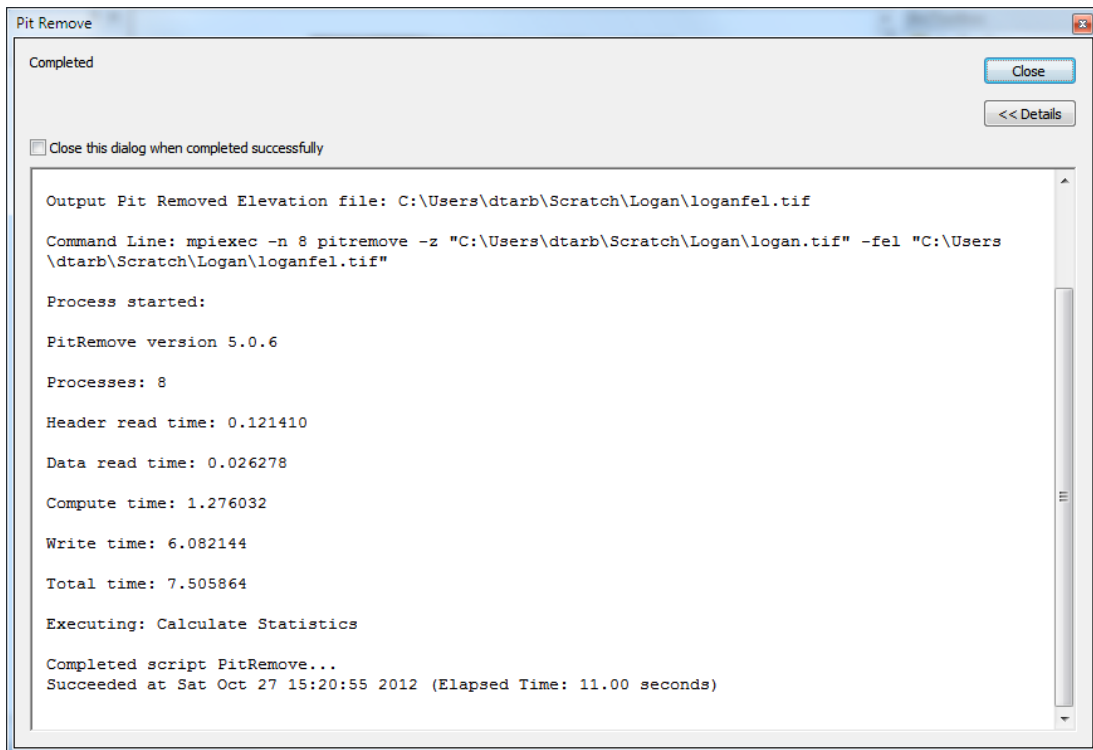 Pit Remove
Completed
Close
<< Details
Close this dialog when completed successfully
Output Pit Removed Elevation file: C:\Users\dtarb\Scratch\Logan\loganfel.tif
Command Line: mpiexec -n 8 pitremove -z "C:\Users\dtarb\Scratch\Logan\logan.tif" -fel "C:\Users
\dtarb\Scratch\Logan\loganfel.tif"
Process started:
PitRemove version 5.0.6
Processes: 8
Header read time: 0.121410
Data read time: 0.026278
Compute time: 1.276032
Write time: 6.082144
Total time: 7.505864
Executing: Calculate Statistics
Completed script PitRemove...
Succeeded at Sat Oct 27 15:20:55 2012 (Elapsed Time: 11.00 seconds)